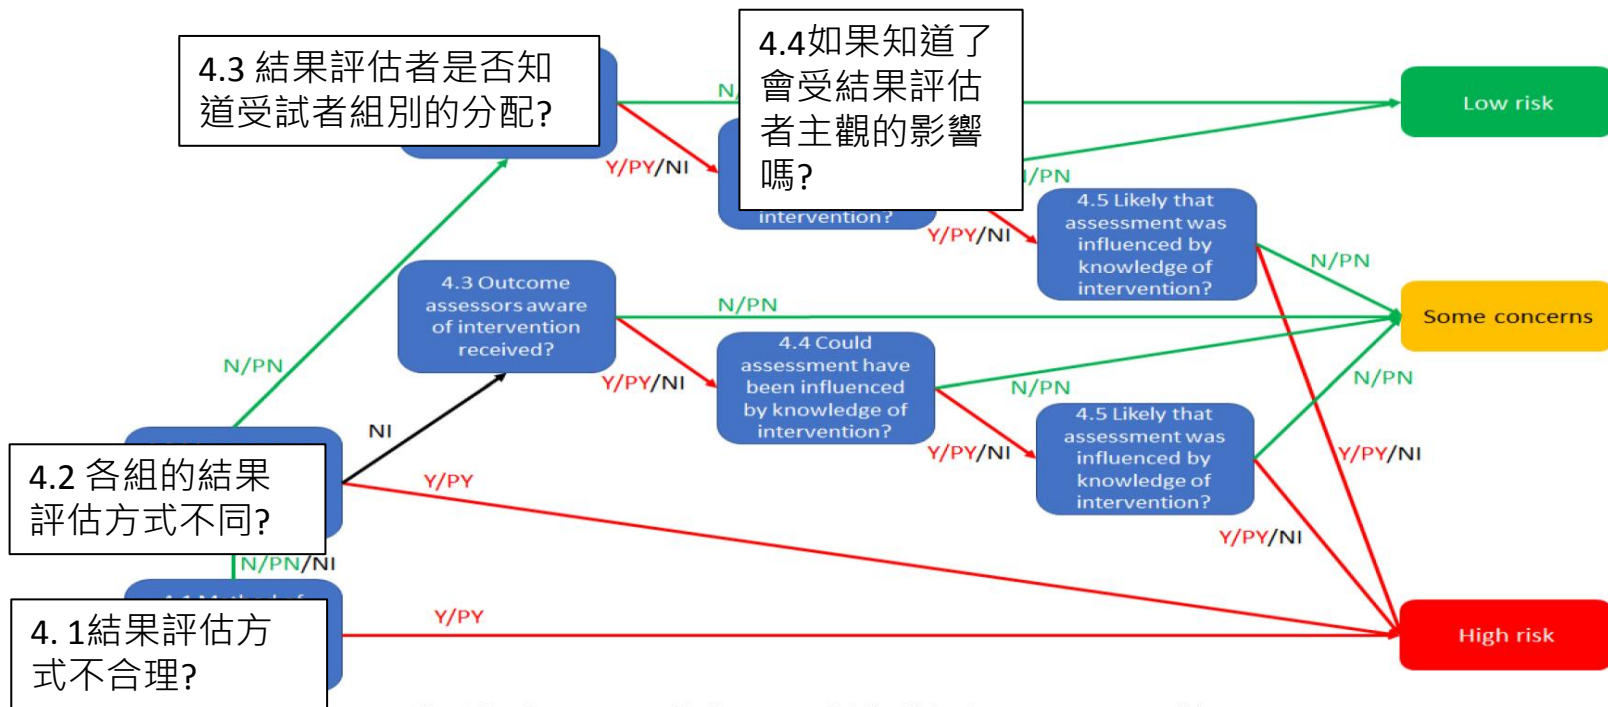 4.3 結果評估者是否知
道受試者組別的分配?
4.4如果知道了
會受結果評估
者主觀的影響
嗎?
N/
Low risk
Y/PY/NI
N/PN
intervention?
Y/PY/NI
4.5 Likely that
assessment was
influenced by
knowledge of
intervention?
N/PN
4.3 Outcome
assessors aware
of intervention
received?
N/PN
Some concerns
4.4 Could
assessment have
been influenced
by knowledge of
intervention?
N/PN
Y/PY/NI
N/PN
N/PN
4.5 Likely that
assessment was
influenced by
knowledge of
intervention?
NI
Y/PY/NI
Y/PY/NI
4.2 各組的結果
評估方式不同?
Y/PY
Y/PY/NI
N/PN/NI
4. 1結果評估方
式不合理?
Y/PY
High risk